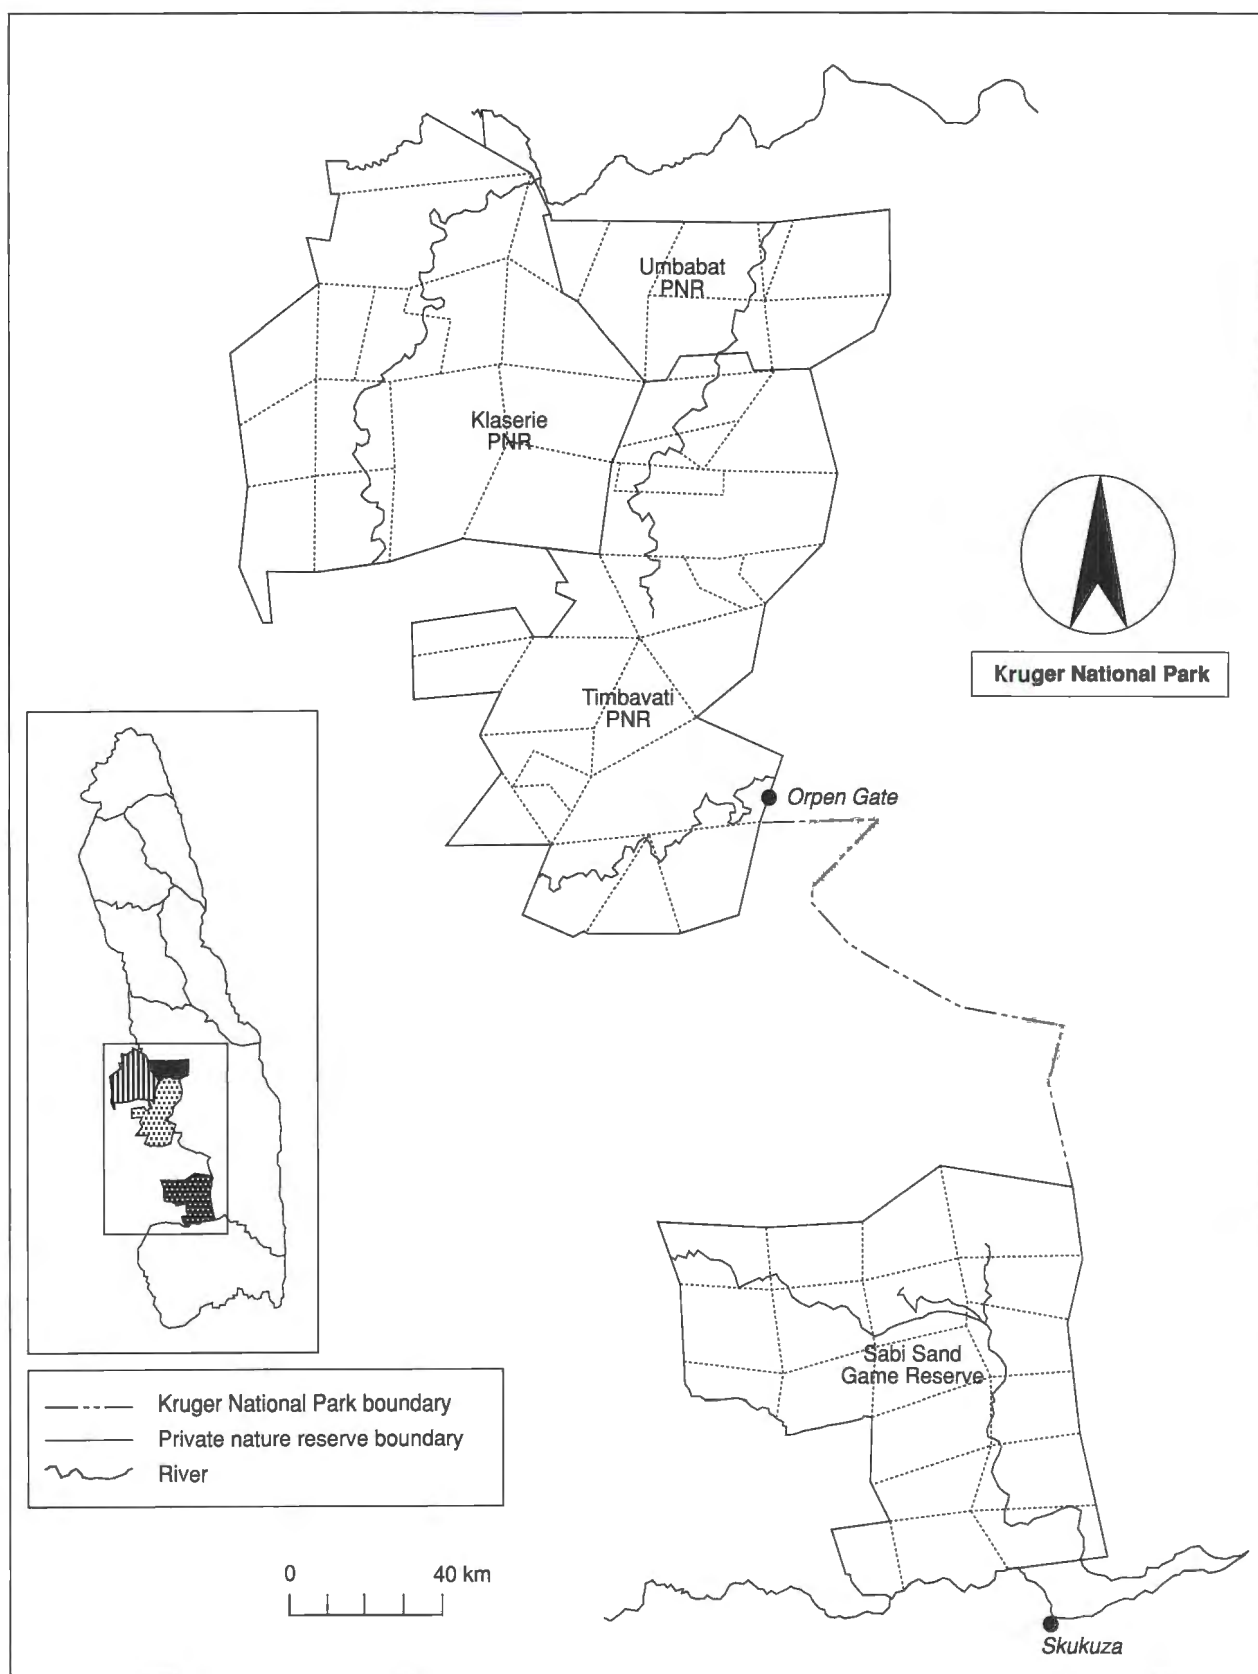 Umbabat
PNR
Klaserie
PNR
Kruger National Park
Timbavati
PNR
Orpen Gate
Kruger National Park boundary
Private nature reserve boundary
River
Sabi Sand
Game Reserve
0 40 km
Skukuza